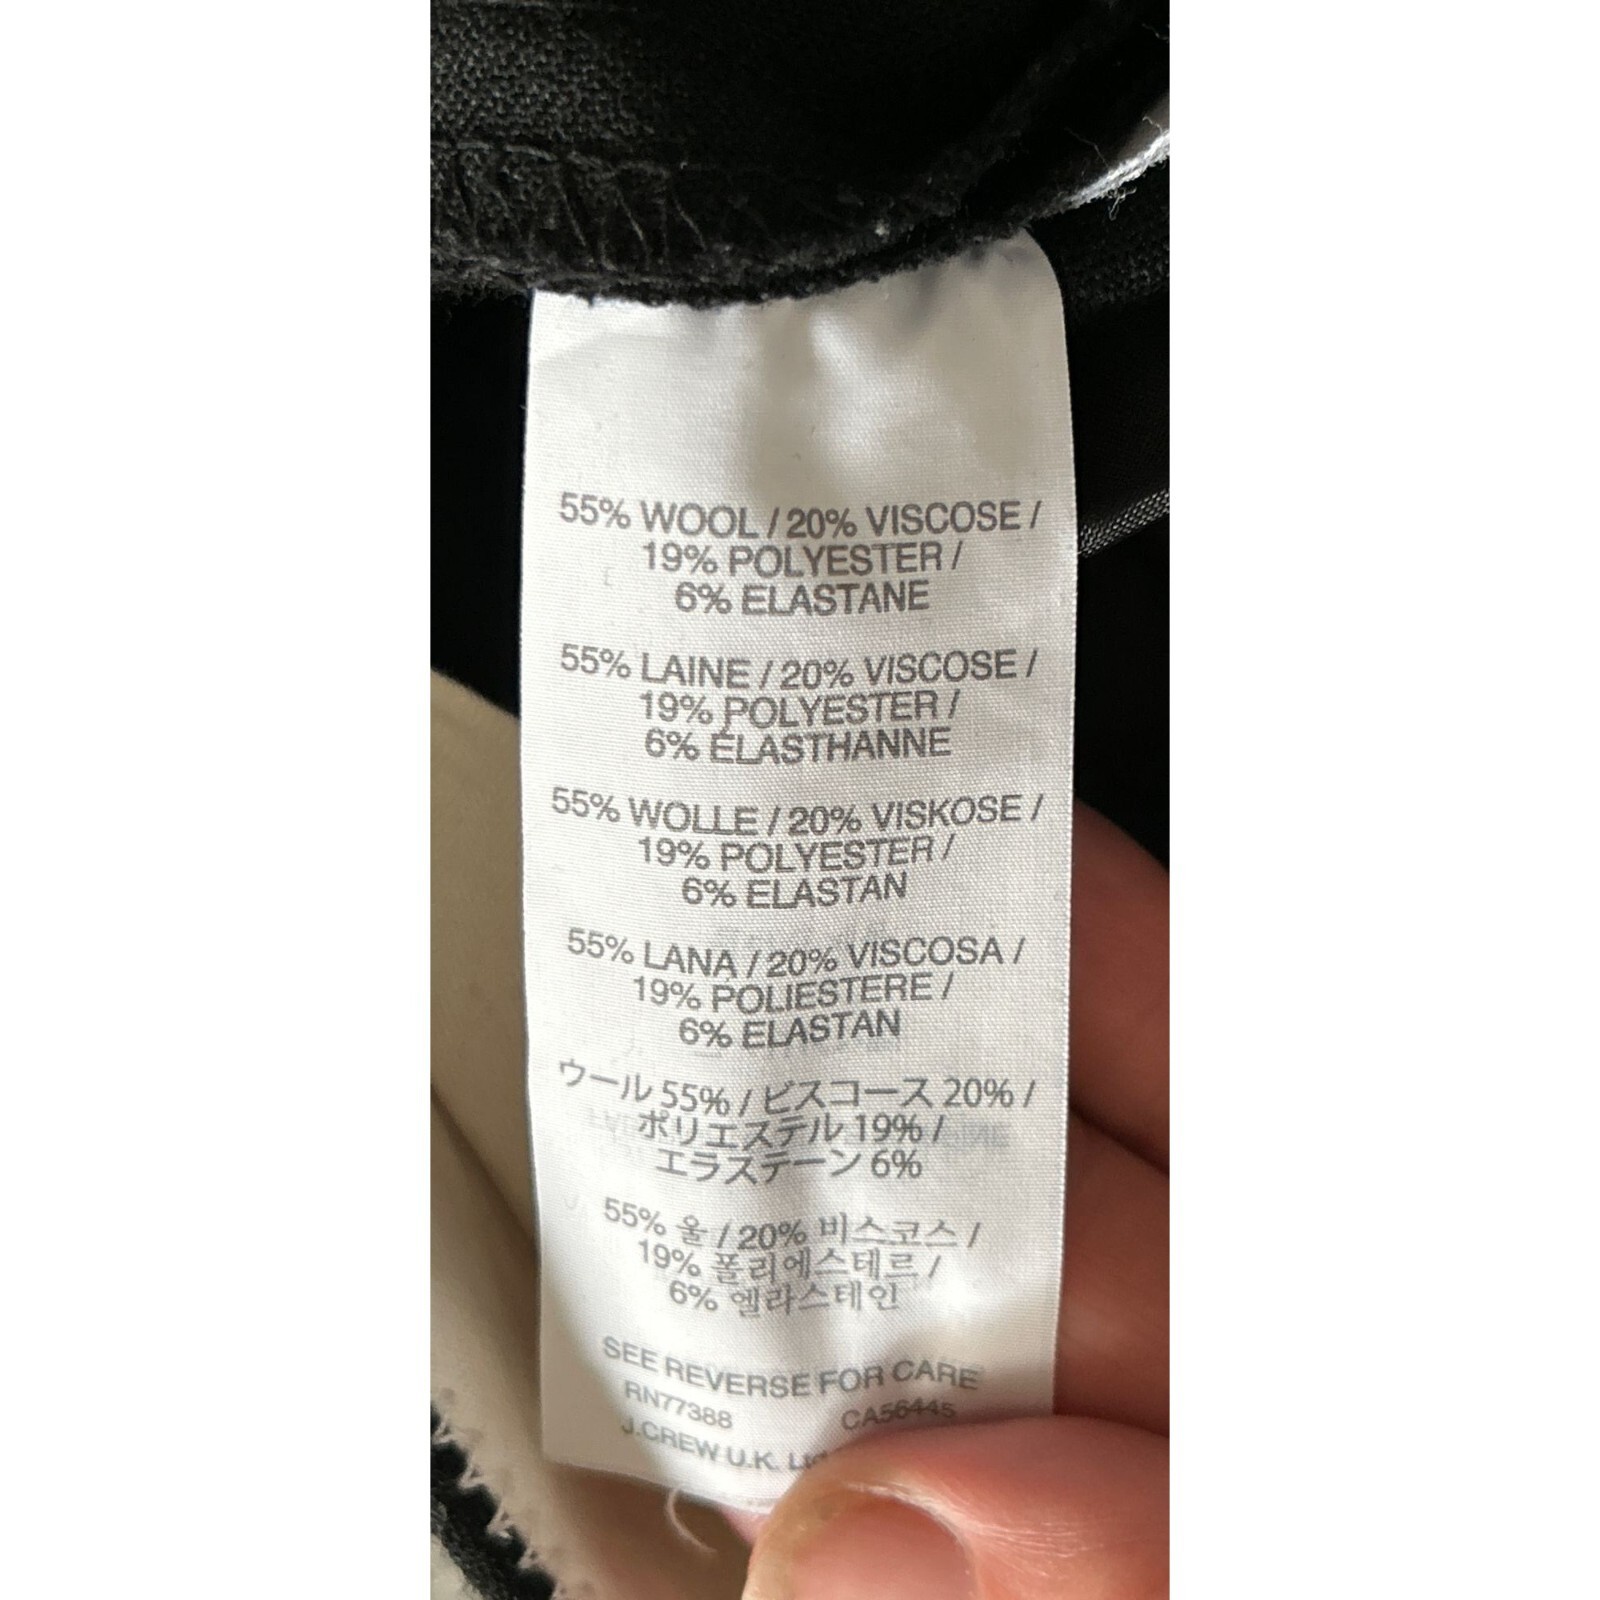 55% WOOL / 20% VISCOSE /
19% POLYESTER /
6% ELASTANE
55% LAINE / 20% VISCOSE /
19% POLYESTER /
6% ÉLASTHANNE
55% WOLLE / 20% VISKOSE /
19% POLYESTER /
6% ELASTAN
55% LANA / 20% VISCOSA /
19% POLIESTERE /
6% ELASTAN
ウール 55% / ビスコース 20% /
ポリエステル 19% /
エラステーン 6%
55% 울 / 20% 비스코스 /
19% 폴리에스테르 /
6% 엘라스테인
SEE REVERSE FOR CARE
RN77388 CA56445
J.CREW U.K.